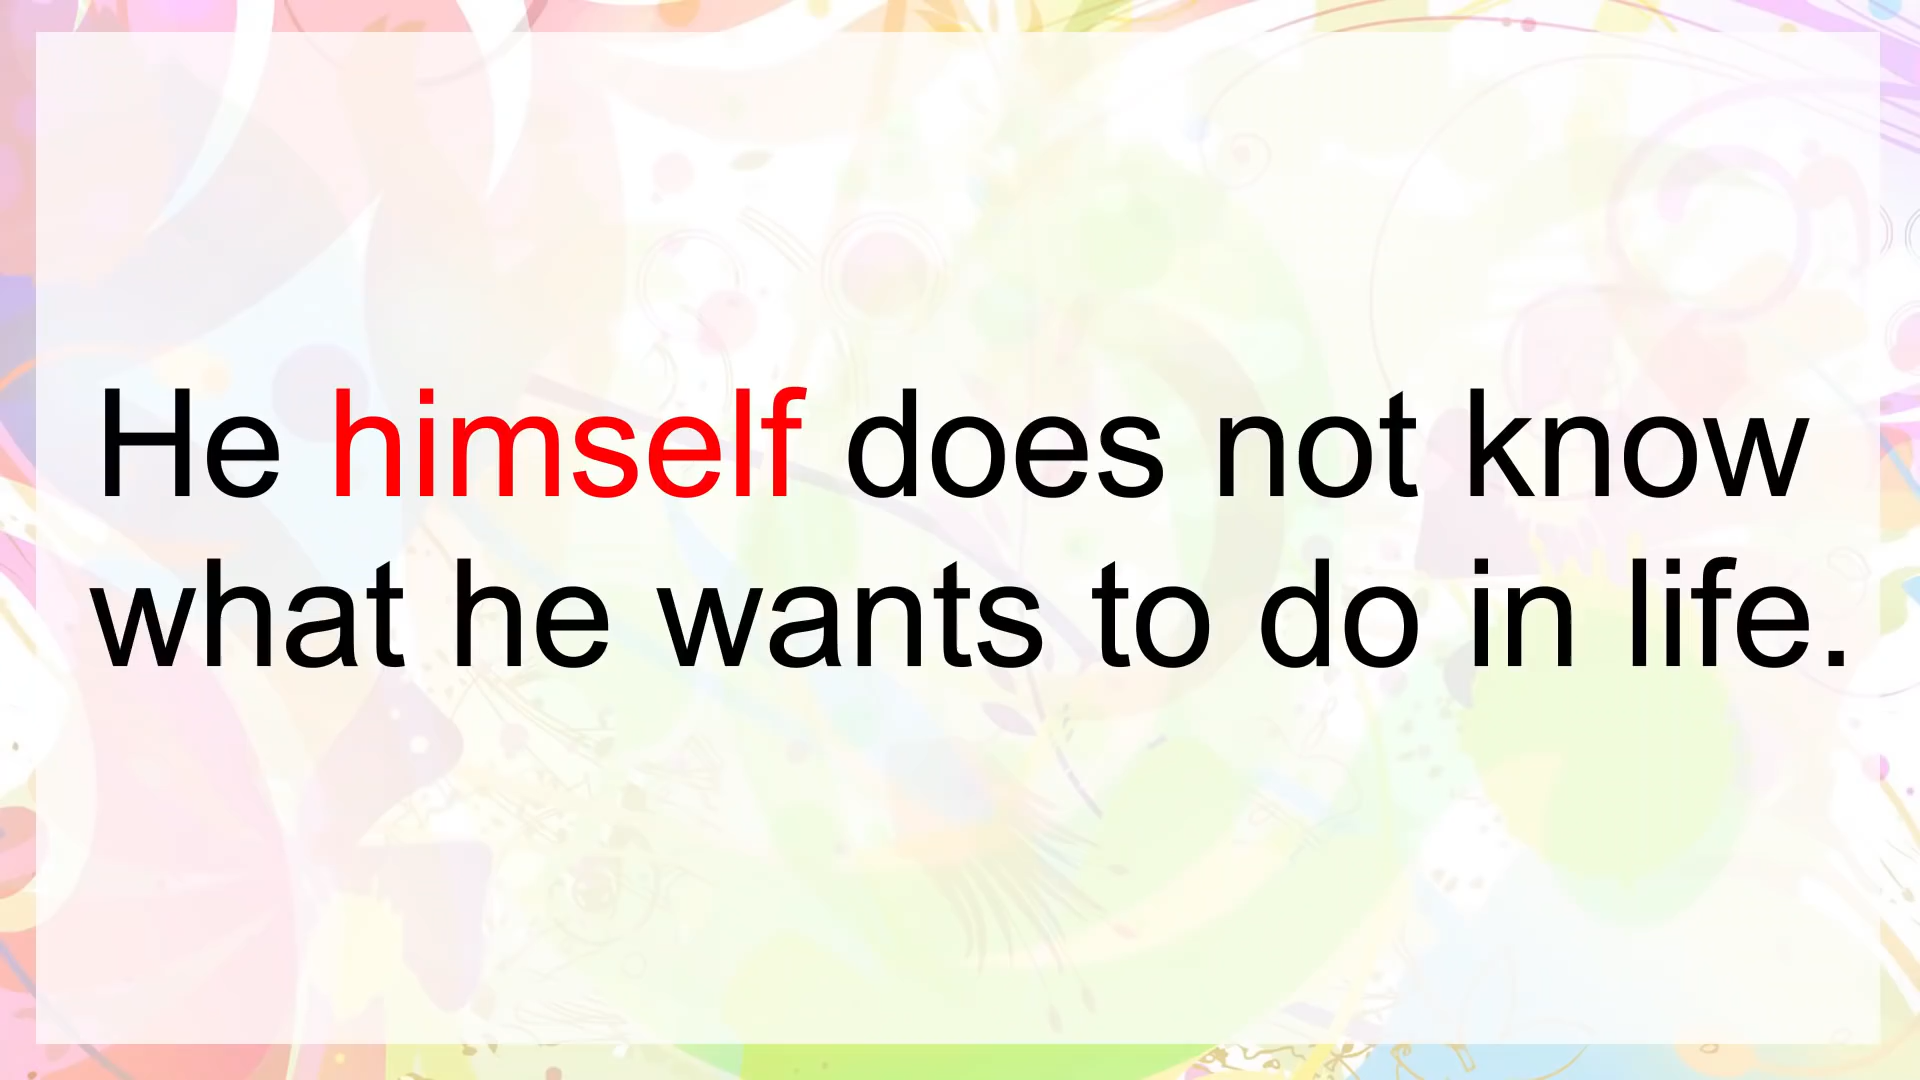 He himself does not know
what he wants to do in life.